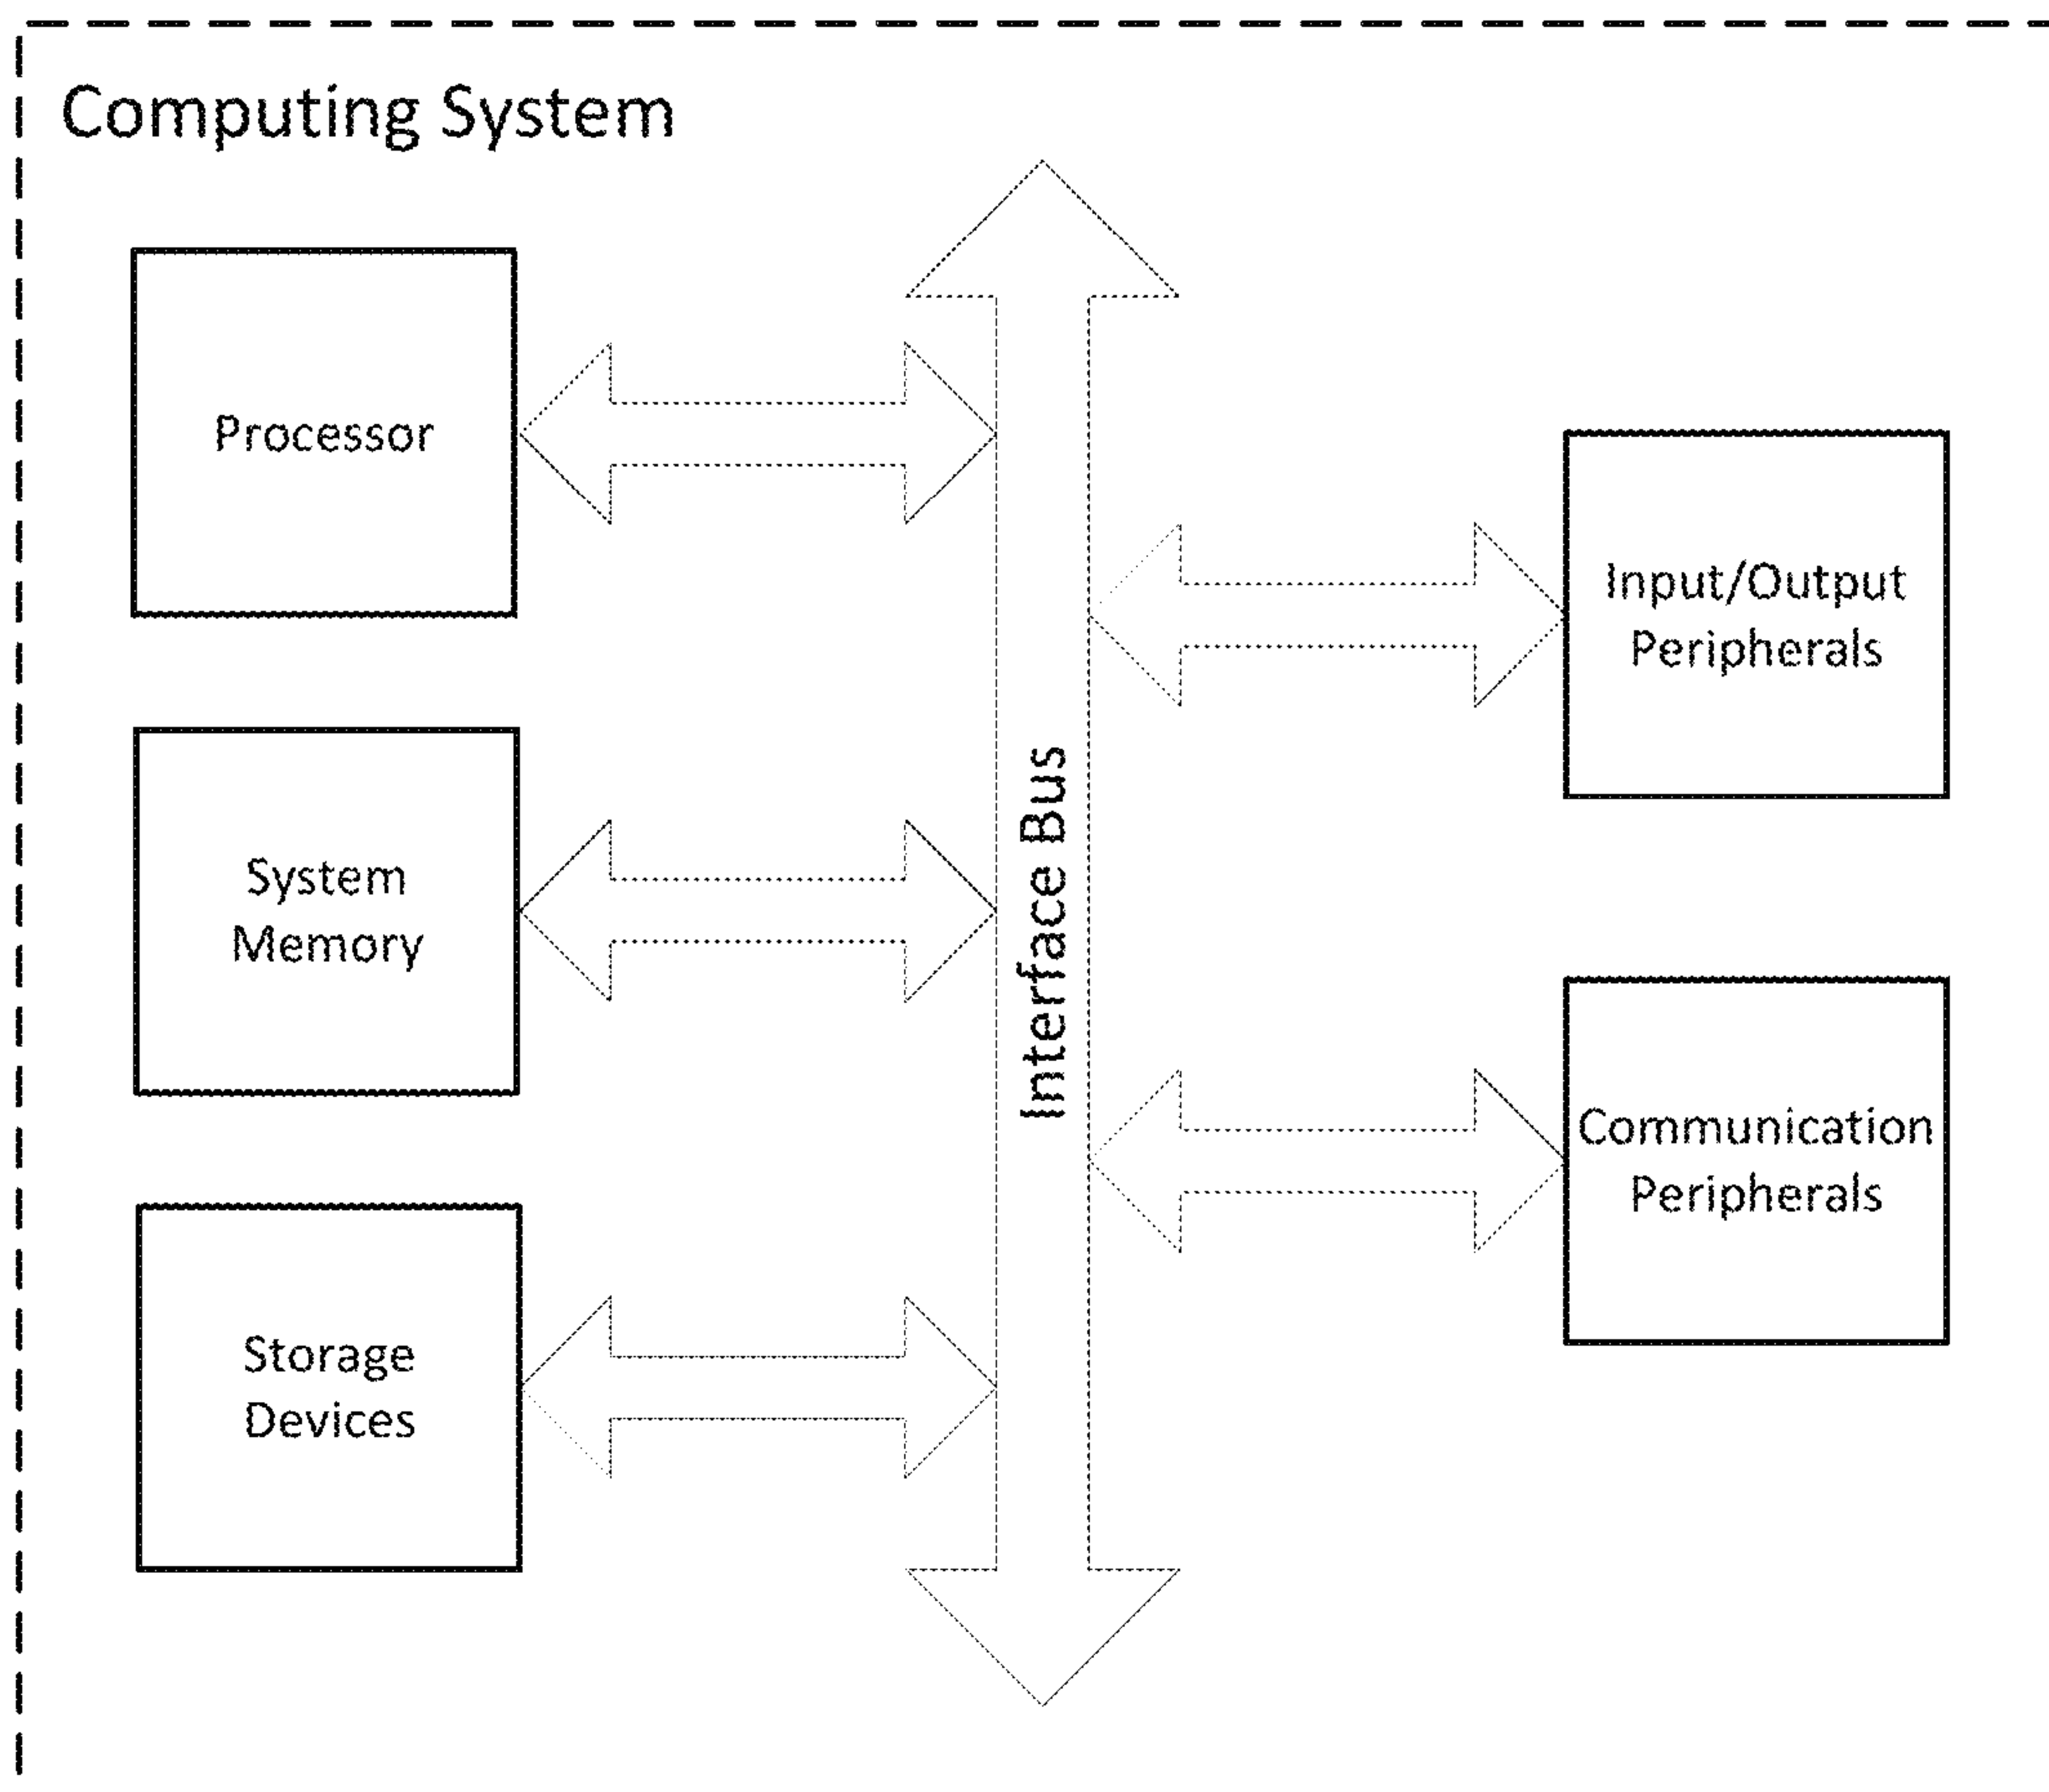 Computing System
Processor
System
Memory
Storage
Devices
Interface Bus
Input/Output
Peripherals
Communication
Peripherals